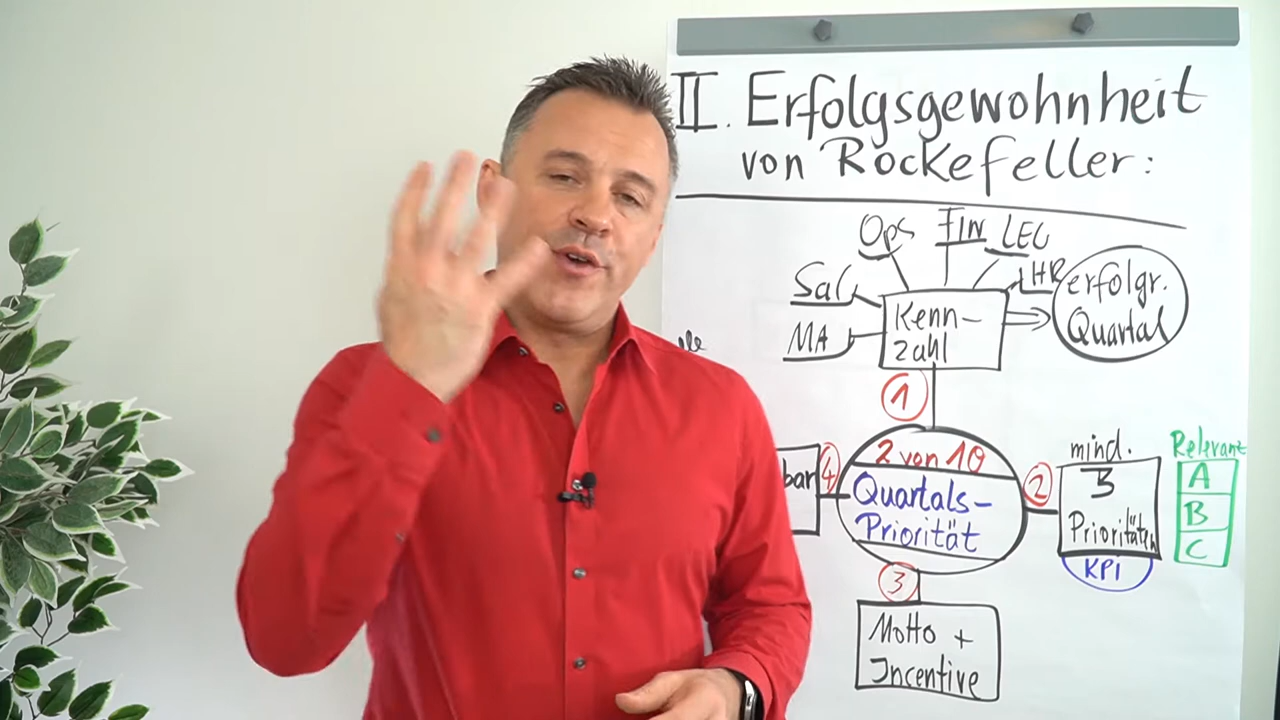 II. Erfolgsgewohnheit
von Rockefeller:
Ops FIN LEG
Sal HR erfolgr.
MA Kenn- Quartal
zahl
1
mind. Relevant
2 von 10 3 A
bar 4 Quartals- 2 Prioritäten B
Priorität KPI C
3
Motto +
Incentive